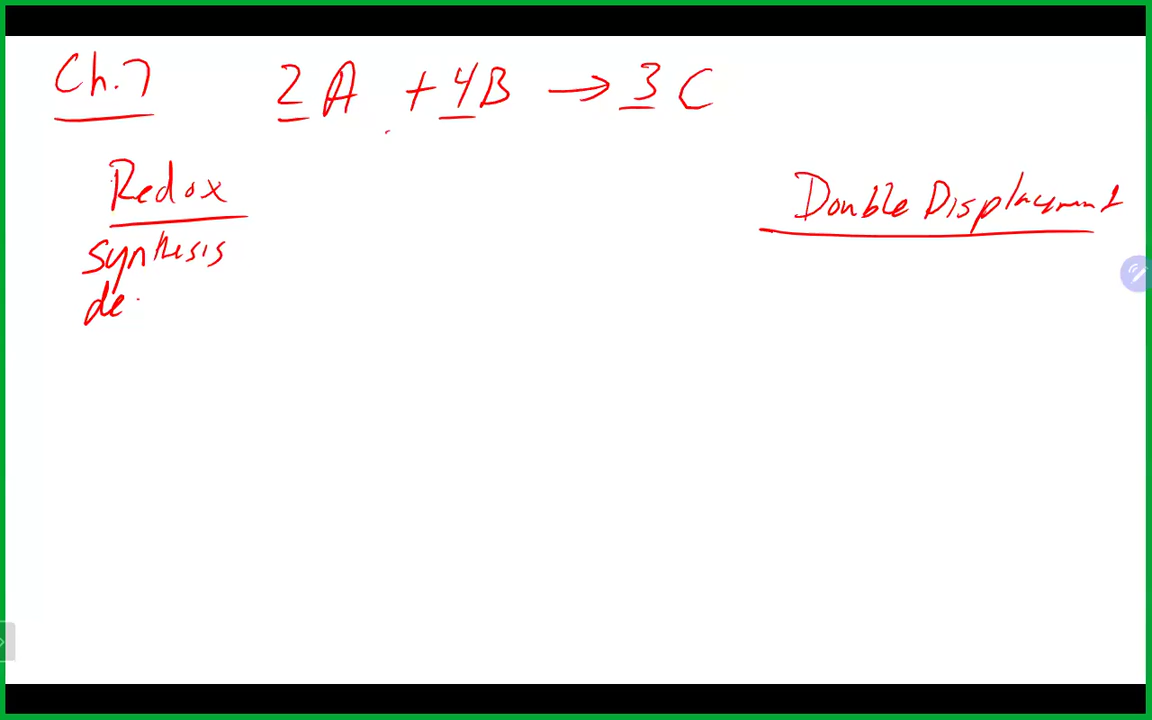 Ch.7
2A + 4B → 3C
Redox
Double Displacement
synthesis
de